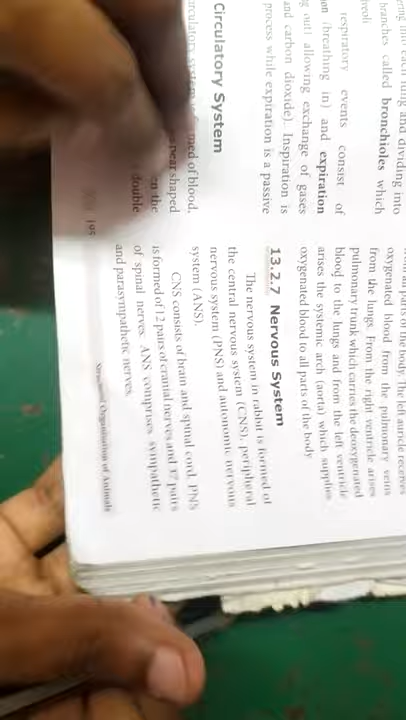 ering into each lung and dividing into
branches called bronchioles which
respiratory events consist of
(breathing in) and expiration
out) allowing exchange of gases
and carbon dioxide). Inspiration is
process while expiration is a passive
Circulatory System
med of blood,
pear shaped
the
double
parts of the body. The left auricle receives
oxygenated blood from the pulmonary veins
from the lungs. From the right ventricle arises
pulmonary trunk which carries the deoxygenated
blood to the lungs and from the left ventricle
arises the systemic arch (aorta) which supplies
oxygenated blood to all parts of the body.
13.2.7 Nervous System
The nervous system in rabbit is formed of
the central nervous system (CNS), peripheral
nervous system (PNS) and autonomic nervous
system (ANS)
CNS consists of brain and spinal cord. PNS
is formed of 12 pairs of cranial nerves and 37 pairs
of spinal nerves. ANS comprises sympathetic
and parasympathetic nerves.
195
Structural Organisation of Animals